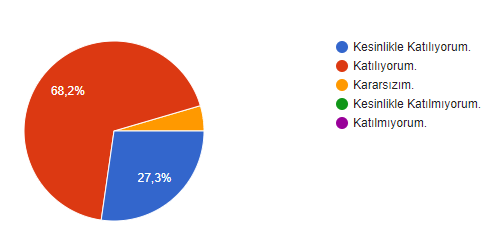 68,2%
27,3%
Kesinlikle Katılıyorum.
Katılıyorum.
Kararsızım.
Kesinlikle Katılmıyorum.
Katılmıyorum.